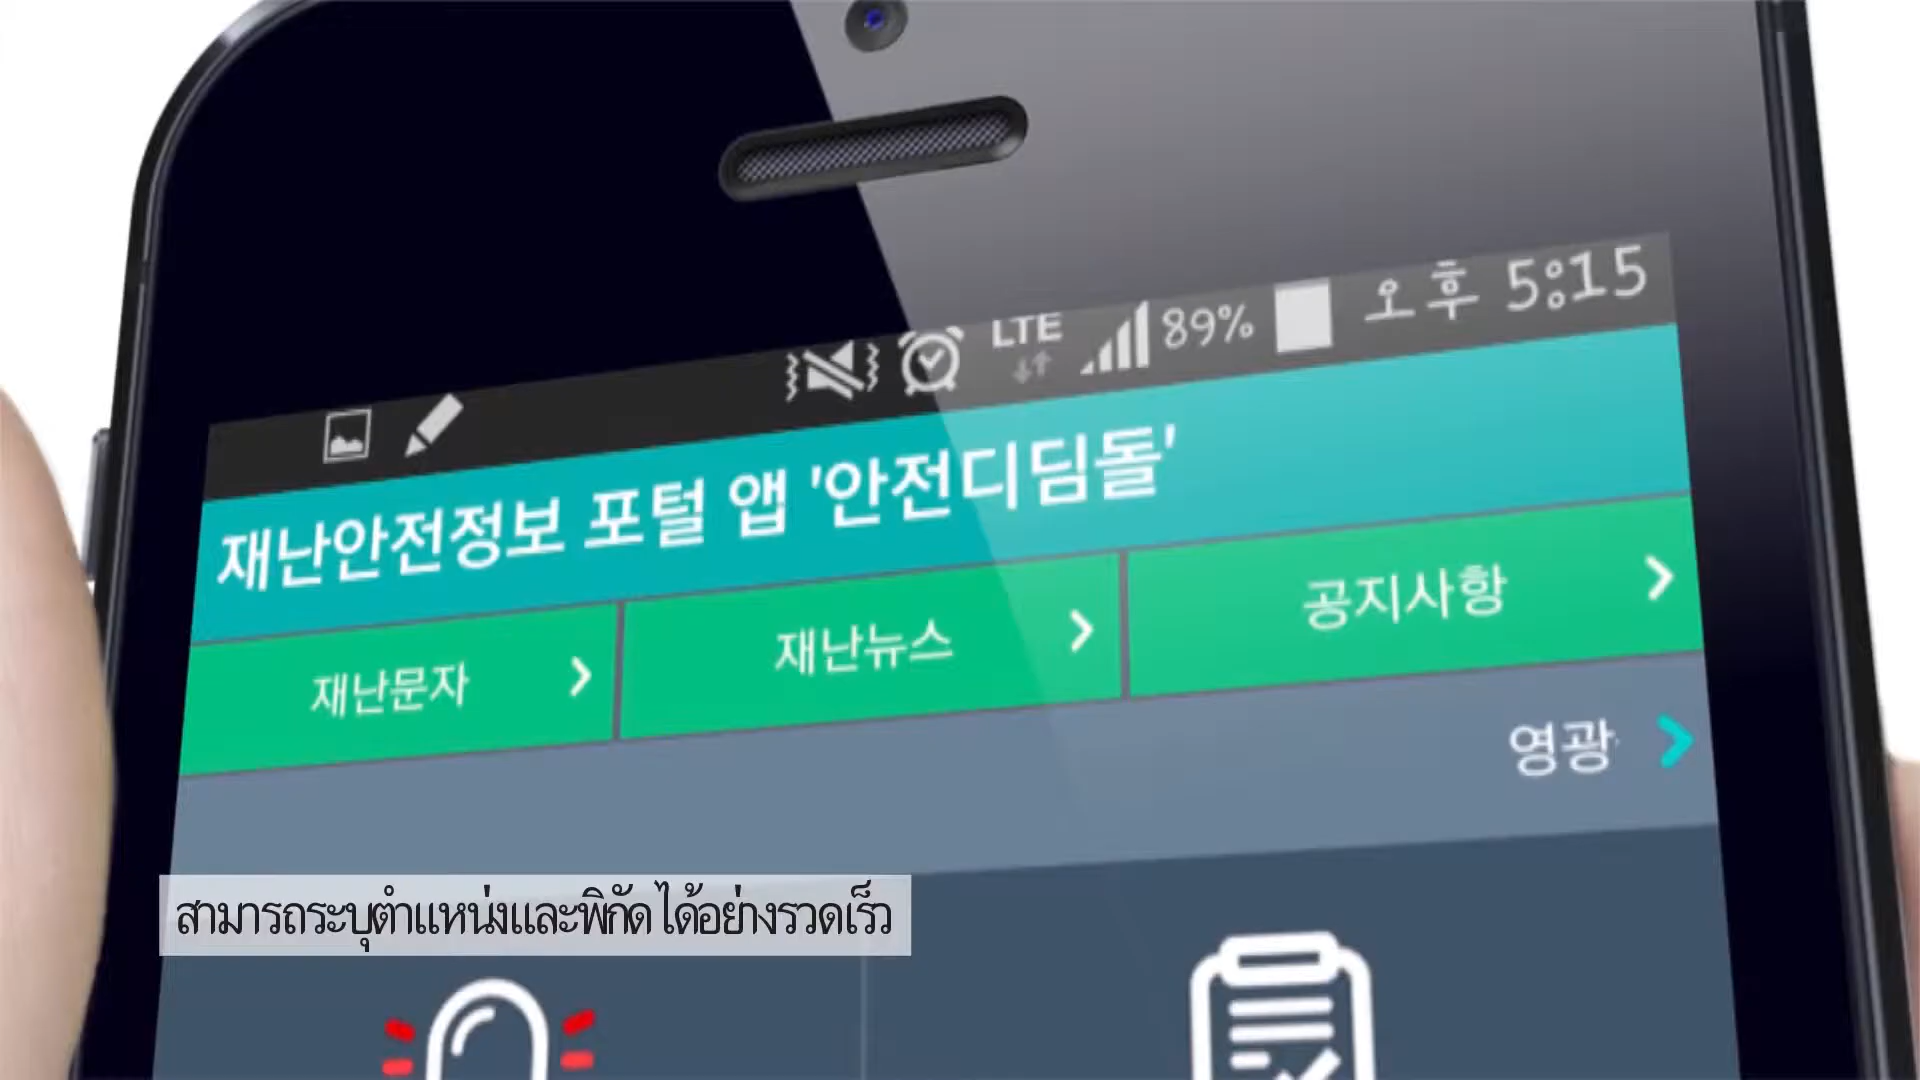 LTE 89% 오후 5:15
재난안전정보 포털 앱 '안전디딤돌'
재난문자
재난뉴스
공지사항
영광
สามารถระบุตำแหน่งและพิกัดได้อย่างรวดเร็ว